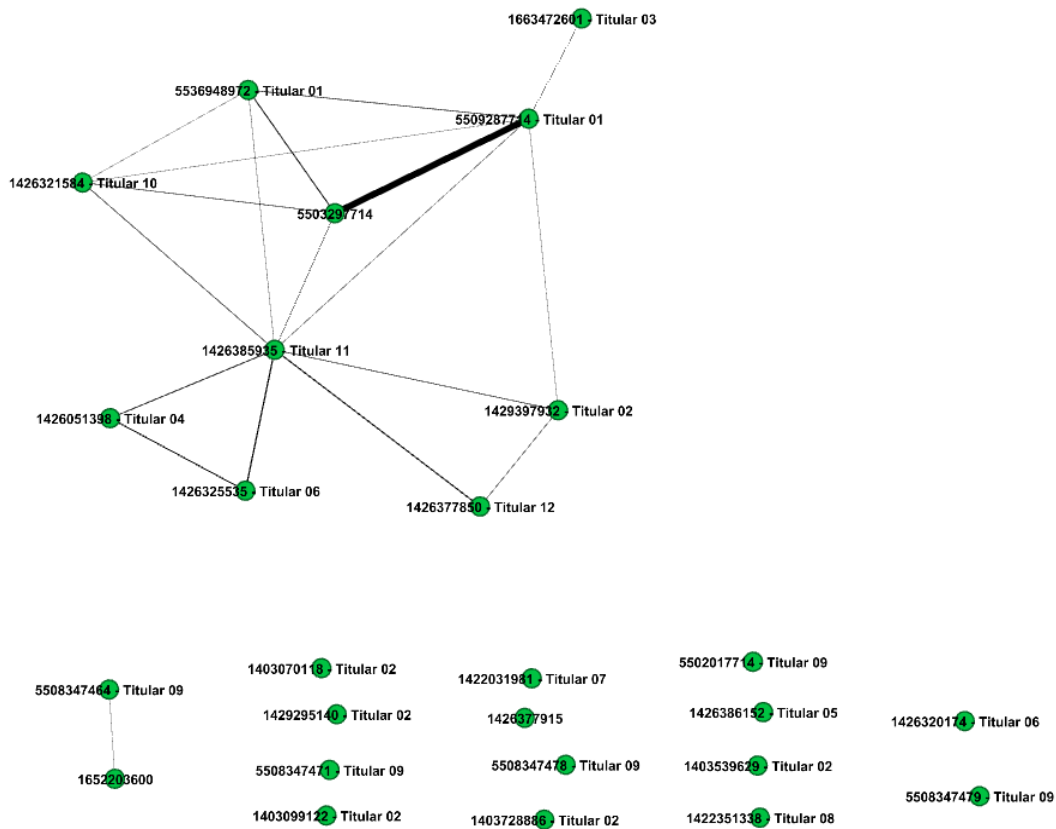 1663472601 - Titular 03
5536948972 - Titular 01
5509287714 - Titular 01
1426321584 - Titular 10
5503297714
1426385935 - Titular 11
1426051398 - Titular 04
1429397932 - Titular 02
1426325535 - Titular 06
1426377850 - Titular 12
5508347464 - Titular 09
1652203600
1403070118 - Titular 02
1429295140 - Titular 02
5508347471 - Titular 09
1403099122 - Titular 02
1422031981 - Titular 07
1426377915
5508347478 - Titular 09
1403728886 - Titular 02
5502017714 - Titular 09
1426386152 - Titular 05
1403539629 - Titular 02
1422351338 - Titular 08
1426320174 - Titular 06
5508347479 - Titular 09